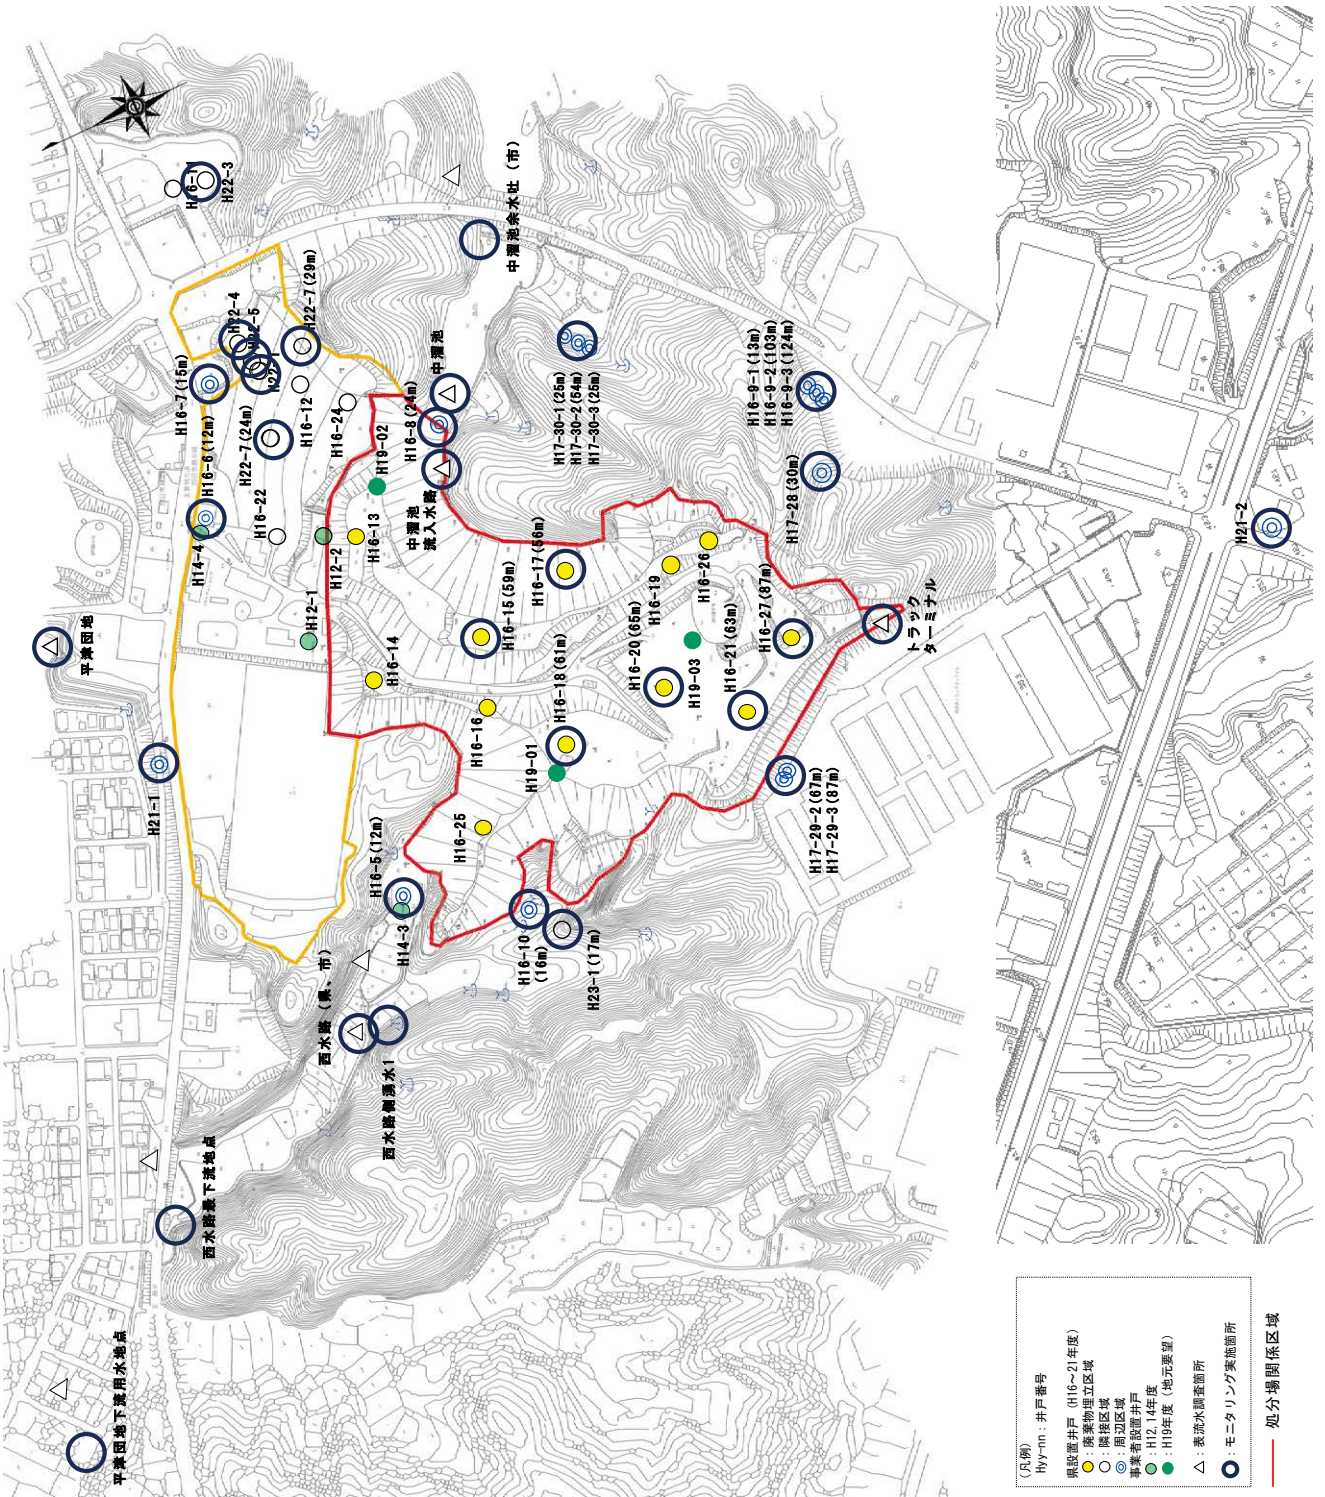 H16-11
H22-3
中溜池余水吐（市）
H22-4
H22-5
H22-1
H22-7(29m)
H16-7(15m)
H16-6(12m)
H22-7(24m)
H16-12
H16-24
H16-22
H14-4
H12-2
H12-1
H16-13
H19-02
H16-8(24m)
中溜池
中溜池
流入水路
H17-30-1(25m)
H17-30-2(54m)
H17-30-3(25m)
H16-9-1(13m)
H16-9-2(103m)
H16-9-3(124m)
H17-28(30m)
H21-2
平津団地
H21-1
H16-14
H16-15(59m)
H16-17(56m)
H16-16
H16-18(61m)
H19-01
H16-19
H16-26
H16-20(65m)
H19-03
H16-21(63m)
H16-27(87m)
トラック
ターミナル
H17-29-2(67m)
H17-29-3(87m)
H16-25
H16-5(12m)
H14-3
H16-10
(16m)
H23-1(17m)
西水路（県、市）
西水路側湧水1
西水路最下流地点
平津団地下流用水地点
（凡例）
Hyy-nn：井戸番号
県設置井戸（H16～21年度）
：廃棄物埋立区域
：隣接区域
：周辺区域
事業者設置井戸
：H12,14年度
：H19年度（地元要望）
：表流水調査箇所
：モニタリング実施箇所
処分場関係区域